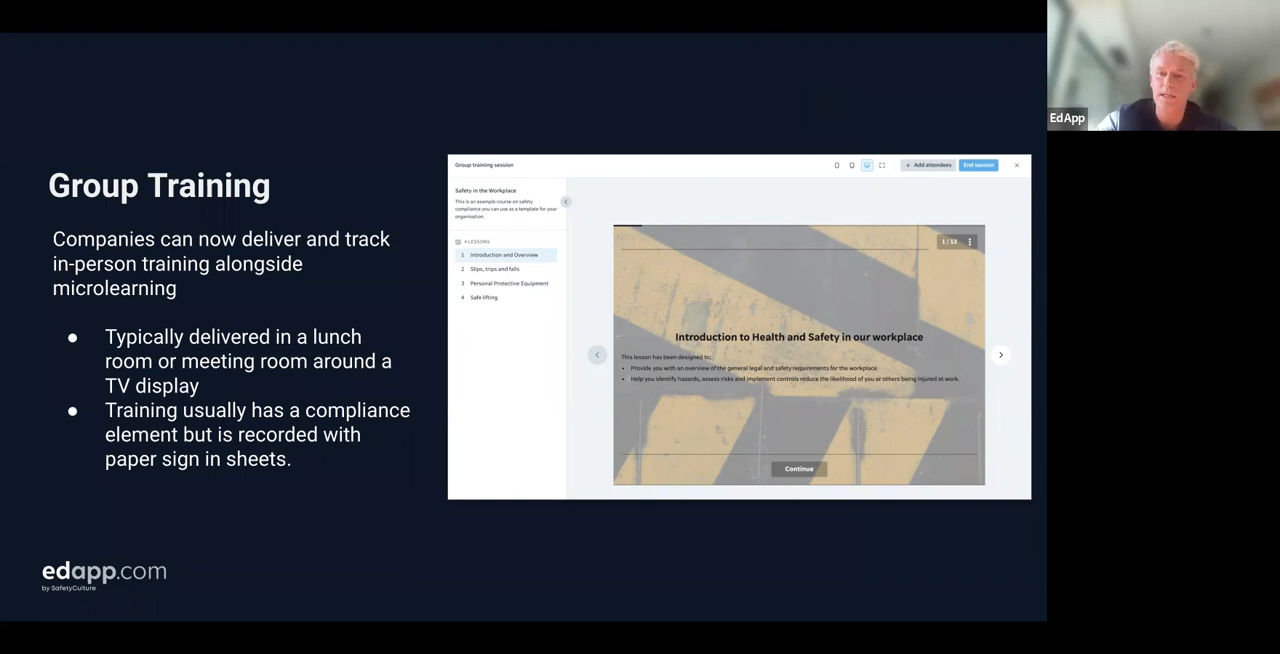 Group Training
Companies can now deliver and track
in-person training alongside
microlearning
● Typically delivered in a lunch
room or meeting room around a
TV display
● Training usually has a compliance
element but is recorded with
paper sign in sheets.
edapp.com
by SafetyCulture
Group training session
+ Add attendees
End session
Safety in the Workplace
This is an example course on safety
compliance you can use as a template for your
organisation.
4 LESSONS
1 Introduction and Overview
2 Slips, trips and falls
3 Personal Protective Equipment
4 Safe lifting
1 / 13
Introduction to Health and Safety in our workplace
This lesson has been designed to:
• Provide you with an overview of the general legal and safety requirements for the workplace
• Help you identify hazards, assess risks and implement controls reduce the likelihood of you or others being injured at work.
Continue
EdApp